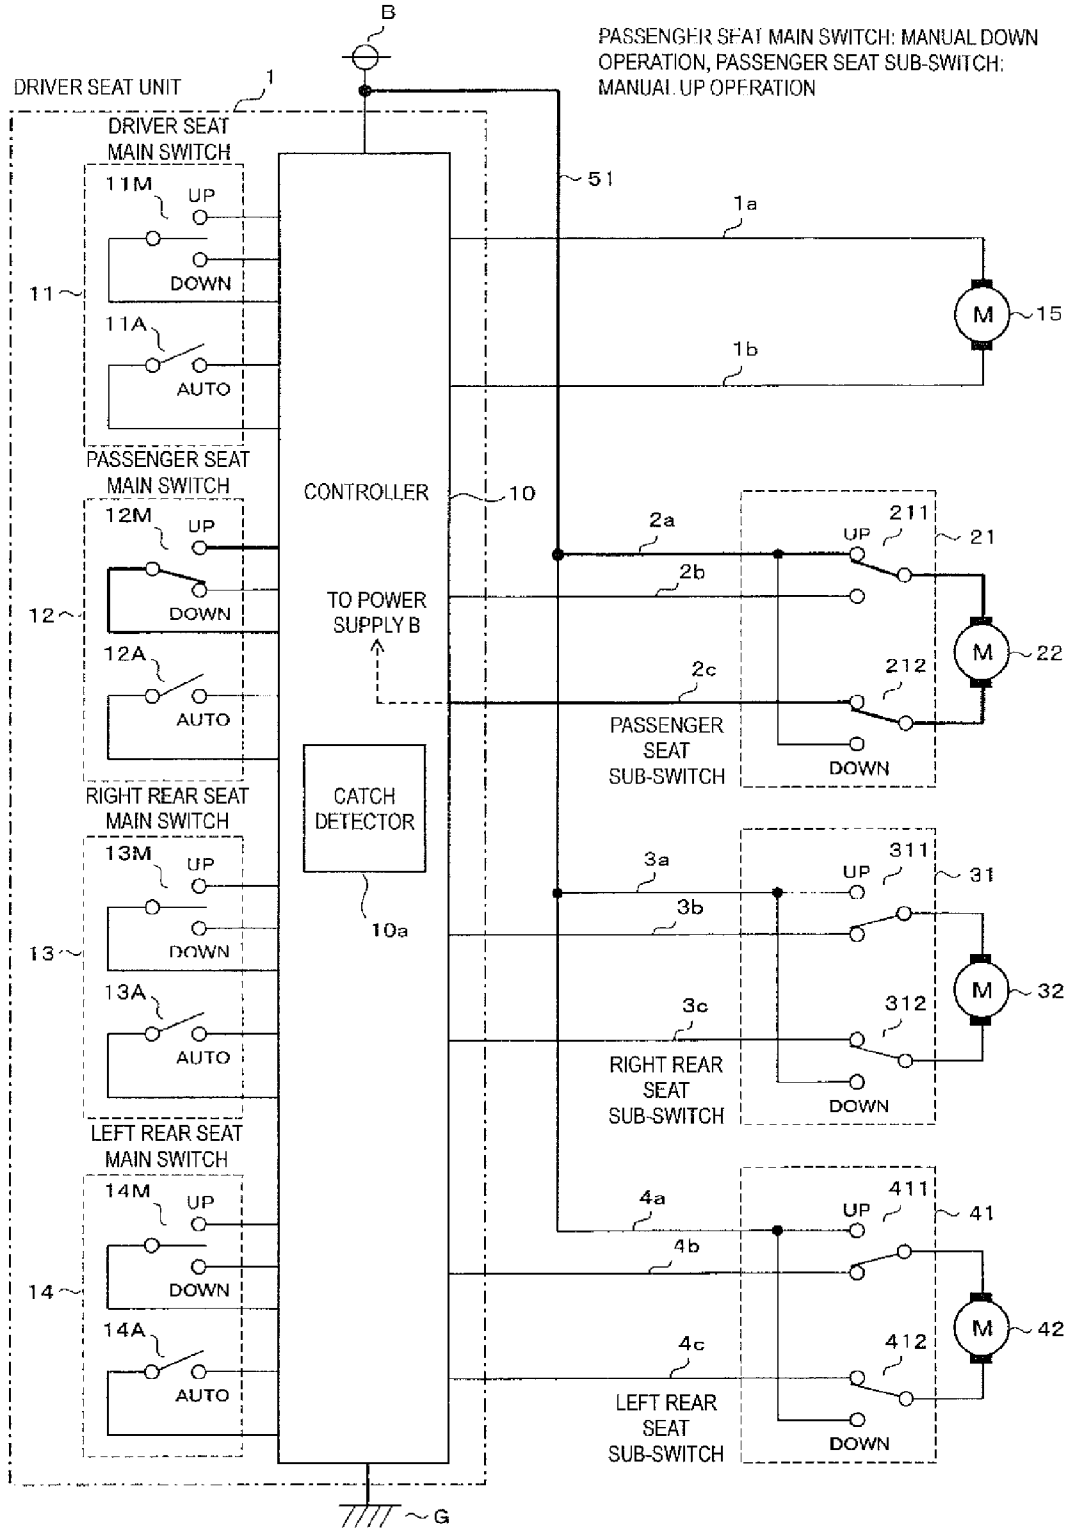 B
PASSENGER SEAT MAIN SWITCH: MANUAL DOWN
OPERATION, PASSENGER SEAT SUB-SWITCH:
MANUAL UP OPERATION
DRIVER SEAT UNIT
1
DRIVER SEAT
MAIN SWITCH
11M
UP
DOWN
11
11A
AUTO
51
1a
M
15
1b
PASSENGER SEAT
MAIN SWITCH
12M
UP
DOWN
12
12A
AUTO
CONTROLLER
10
TO POWER
SUPPLY B
2a
2b
2c
UP
211
21
M
22
212
DOWN
PASSENGER
SEAT
SUB-SWITCH
CATCH
DETECTOR
10a
RIGHT REAR SEAT
MAIN SWITCH
13M
UP
DOWN
13
13A
AUTO
3a
3b
3c
UP
311
31
M
32
312
DOWN
RIGHT REAR
SEAT
SUB-SWITCH
LEFT REAR SEAT
MAIN SWITCH
14M
UP
DOWN
14
14A
AUTO
4a
4b
4c
UP
411
41
M
42
412
DOWN
LEFT REAR
SEAT
SUB-SWITCH
G